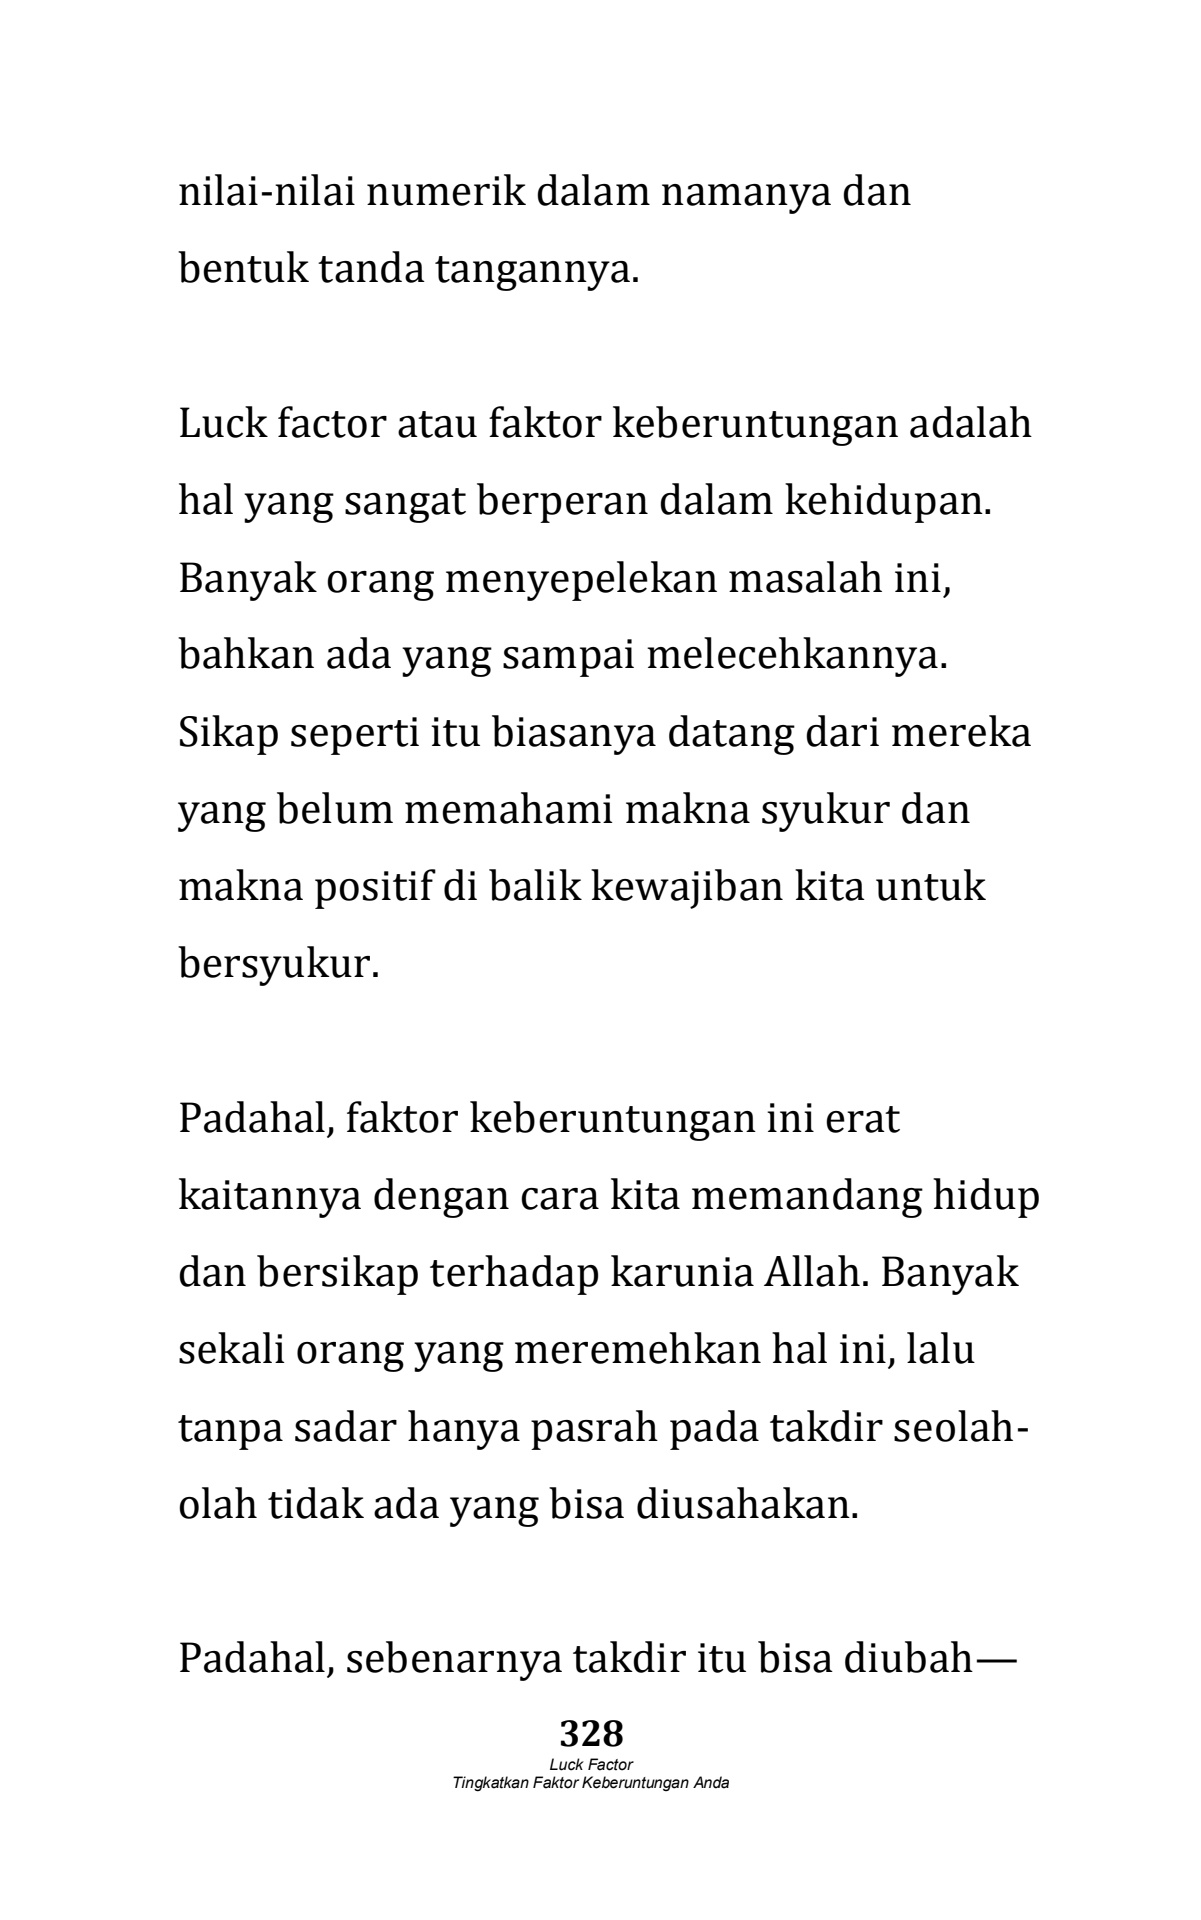 nilai-nilai numerik dalam namanya dan
bentuk tanda tangannya.
Luck factor atau faktor keberuntungan adalah
hal yang sangat berperan dalam kehidupan.
Banyak orang menyepelekan masalah ini,
bahkan ada yang sampai melecehkannya.
Sikap seperti itu biasanya datang dari mereka
yang belum memahami makna syukur dan
makna positif di balik kewajiban kita untuk
bersyukur.
Padahal, faktor keberuntungan ini erat
kaitannya dengan cara kita memandang hidup
dan bersikap terhadap karunia Allah. Banyak
sekali orang yang meremehkan hal ini, lalu
tanpa sadar hanya pasrah pada takdir seolah-
olah tidak ada yang bisa diusahakan.
Padahal, sebenarnya takdir itu bisa diubah—
328
Luck Factor
Tingkatkan Faktor Keberuntungan Anda